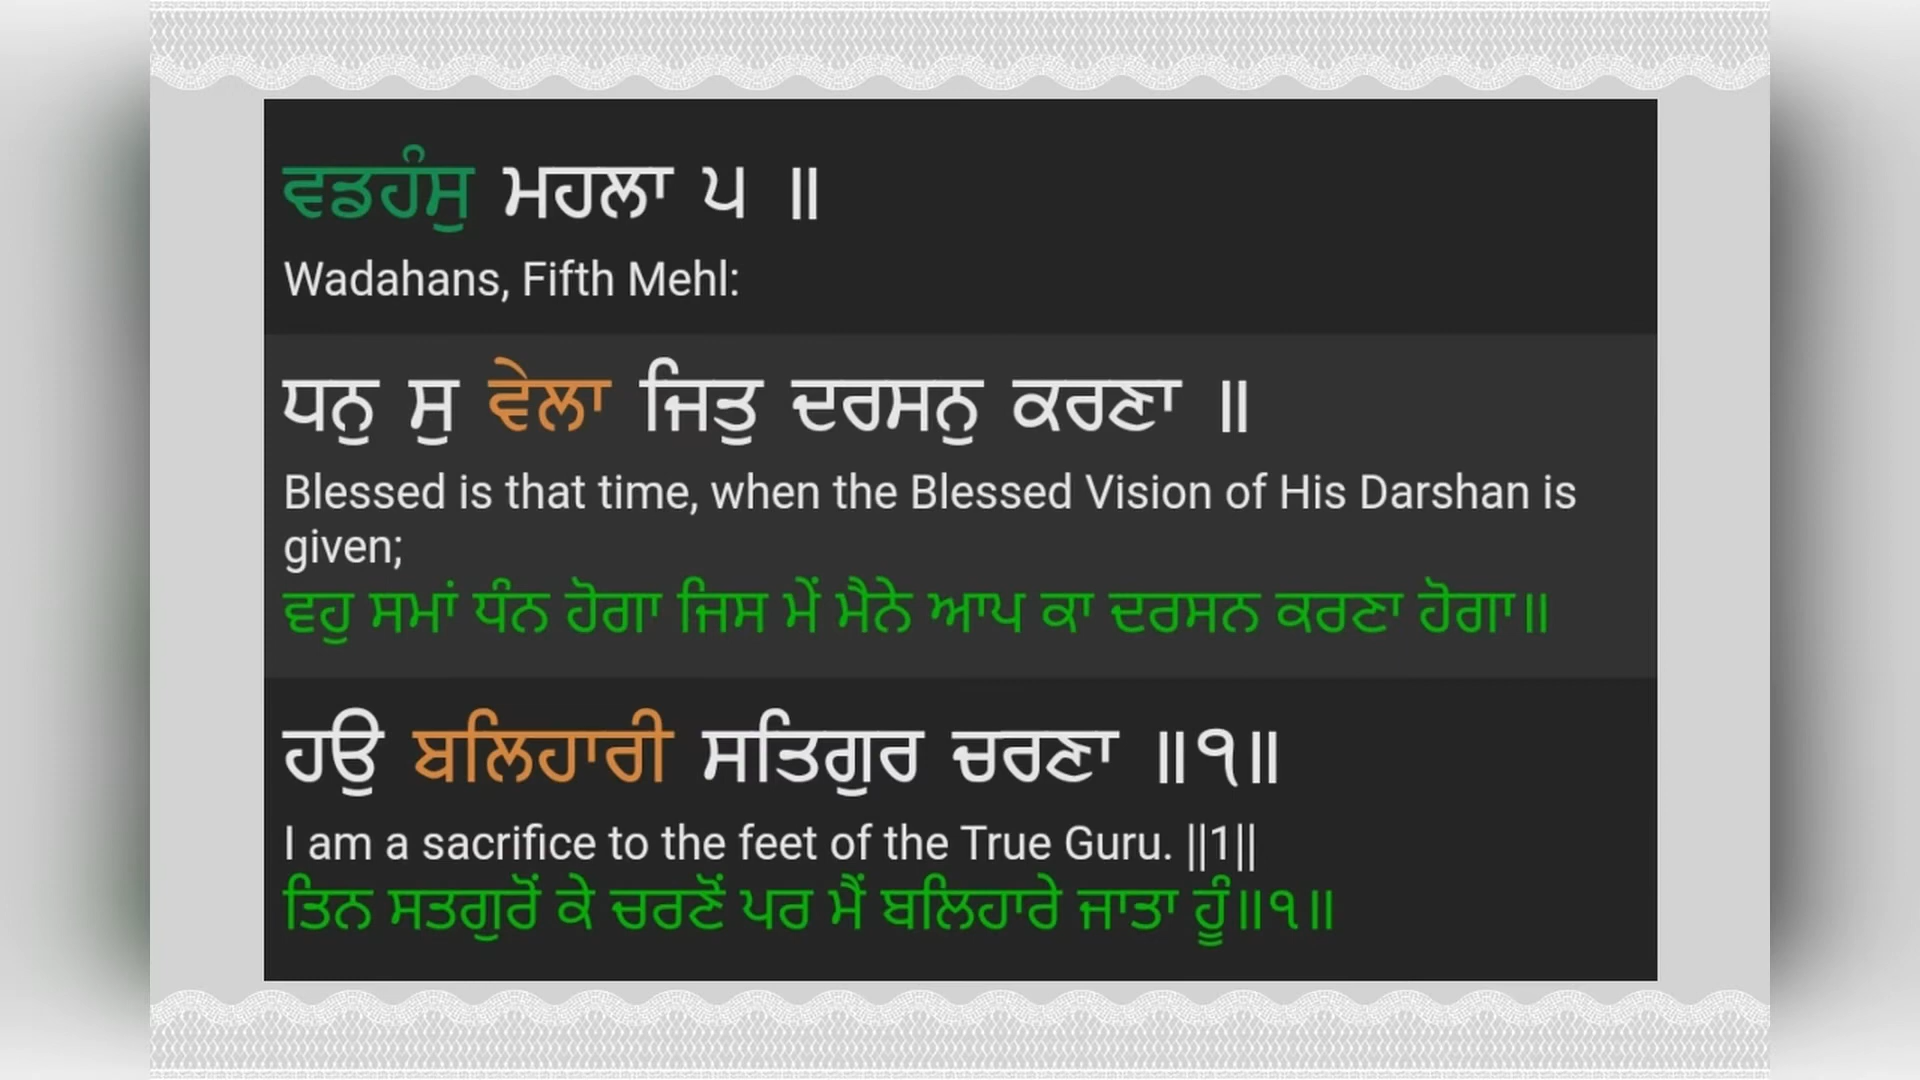 ਵਡਹੰਸੁ ਮਹਲਾ ੫ ॥
Wadahans, Fifth Mehl:
ਧਨੁ ਸੁ ਵੇਲਾ ਜਿਤੁ ਦਰਸਨੁ ਕਰਣਾ ॥
Blessed is that time, when the Blessed Vision of His Darshan is
given;
ਵਹੁ ਸਮਾਂ ਧੰਨ ਹੋਗਾ ਜਿਸ ਮੇਂ ਮੈਨੇ ਆਪ ਕਾ ਦਰਸਨ ਕਰਣਾ ਹੋਗਾ॥
ਹਉ ਬਲਿਹਾਰੀ ਸਤਿਗੁਰ ਚਰਣਾ ॥੧॥
I am a sacrifice to the feet of the True Guru. ||1||
ਤਿਨ ਸਤਗੁਰੋਂ ਕੇ ਚਰਣੋਂ ਪਰ ਮੈਂ ਬਲਿਹਾਰੇ ਜਾਤਾ ਹੂੰ॥੧॥